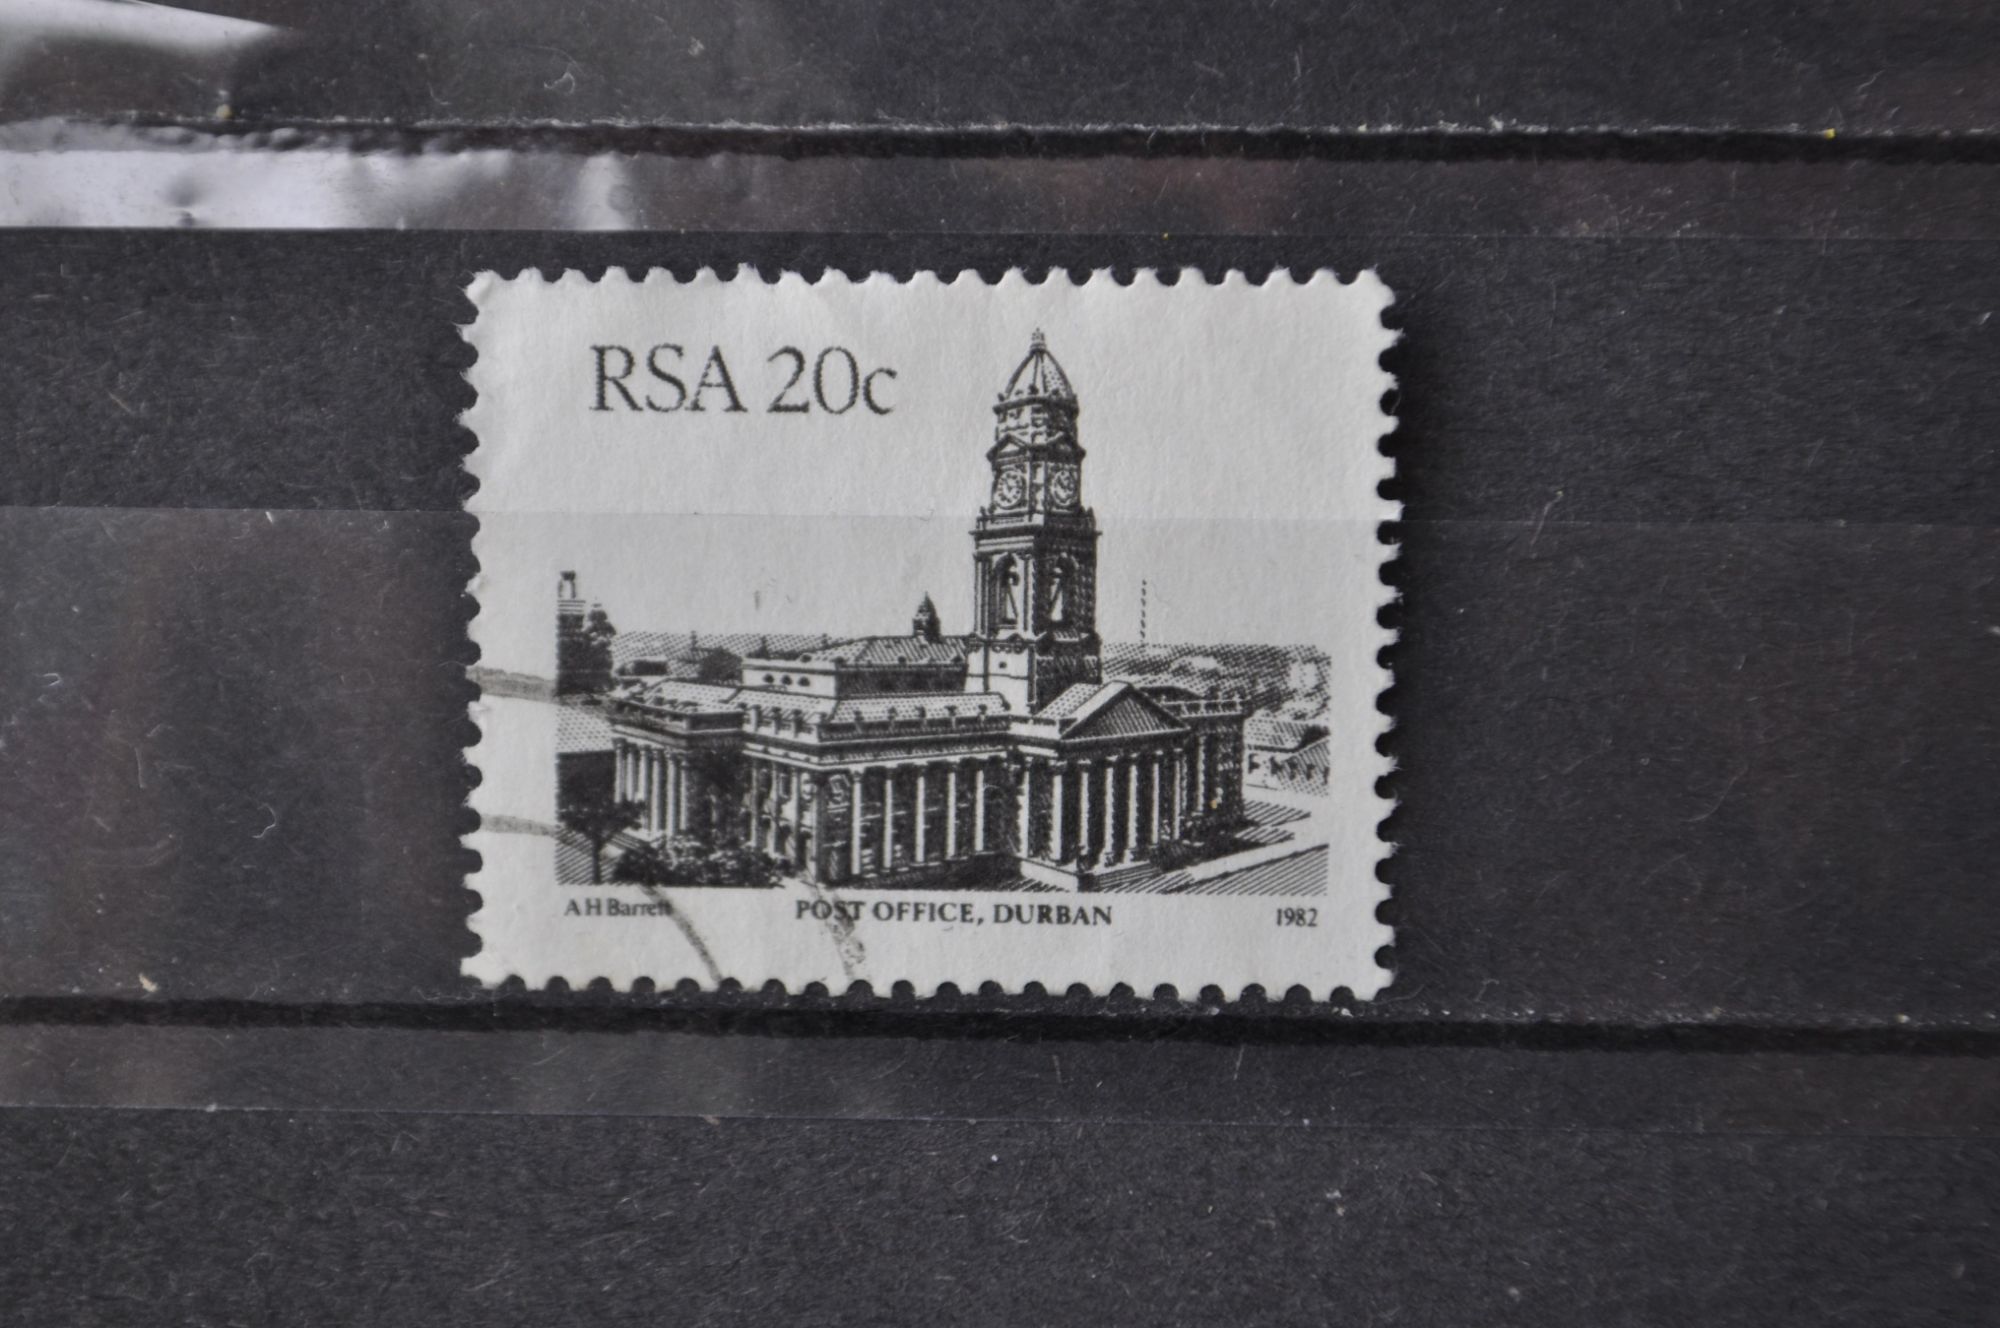 RSA 20c
A H Barrett POST OFFICE, DURBAN 1982